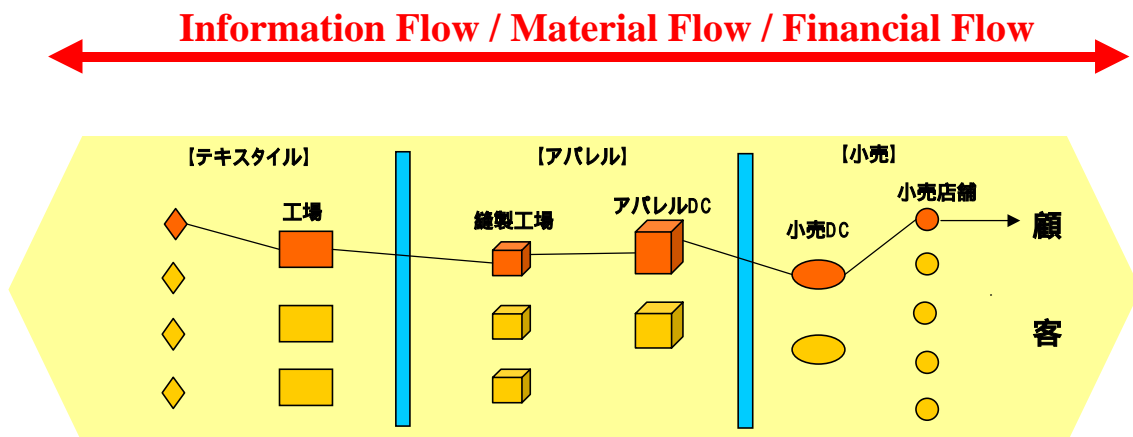 Information Flow / Material Flow / Financial Flow
【テキスタイル】
【アパレル】
【小売】
工場
縫製工場
アパレルDC
小売DC
小売店舗
顧
客